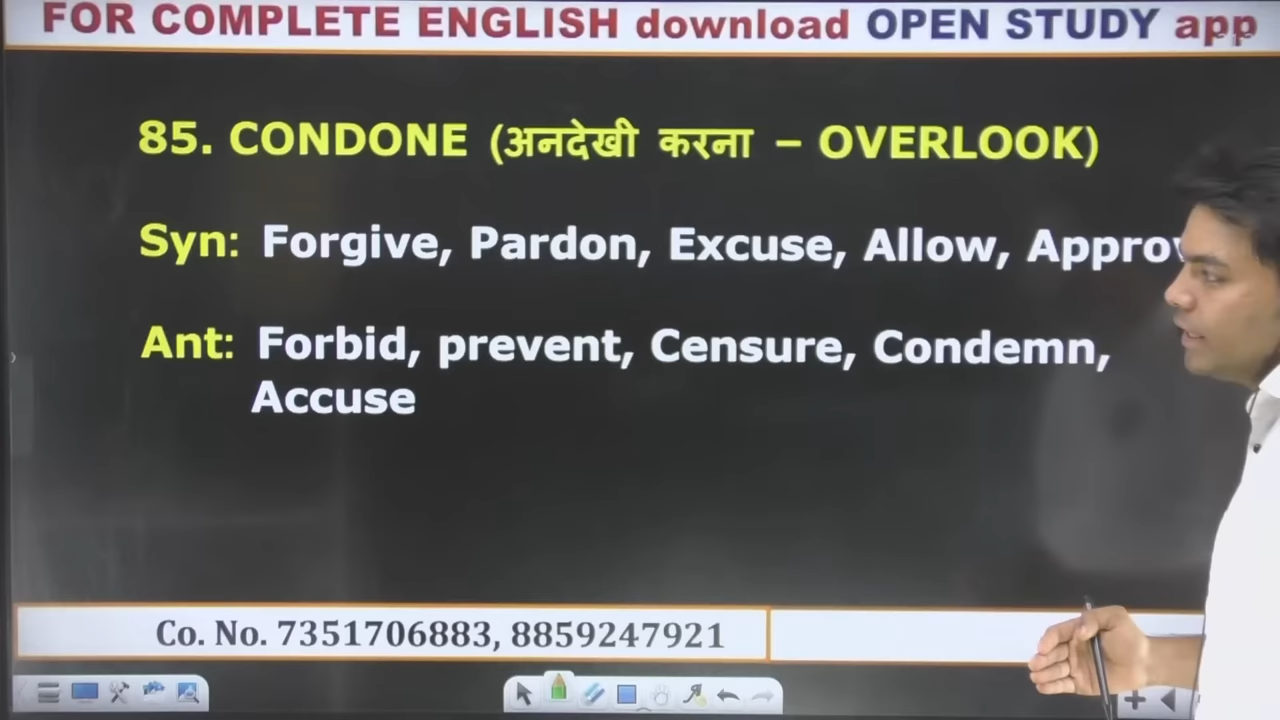 FOR COMPLETE ENGLISH download OPEN STUDY app
85. CONDONE (अनदेखी करना – OVERLOOK)
Syn: Forgive, Pardon, Excuse, Allow,
Ant: Forbid, prevent, Censure, Condemn,
Accuse
Co. No. 7351706883, 8859247921